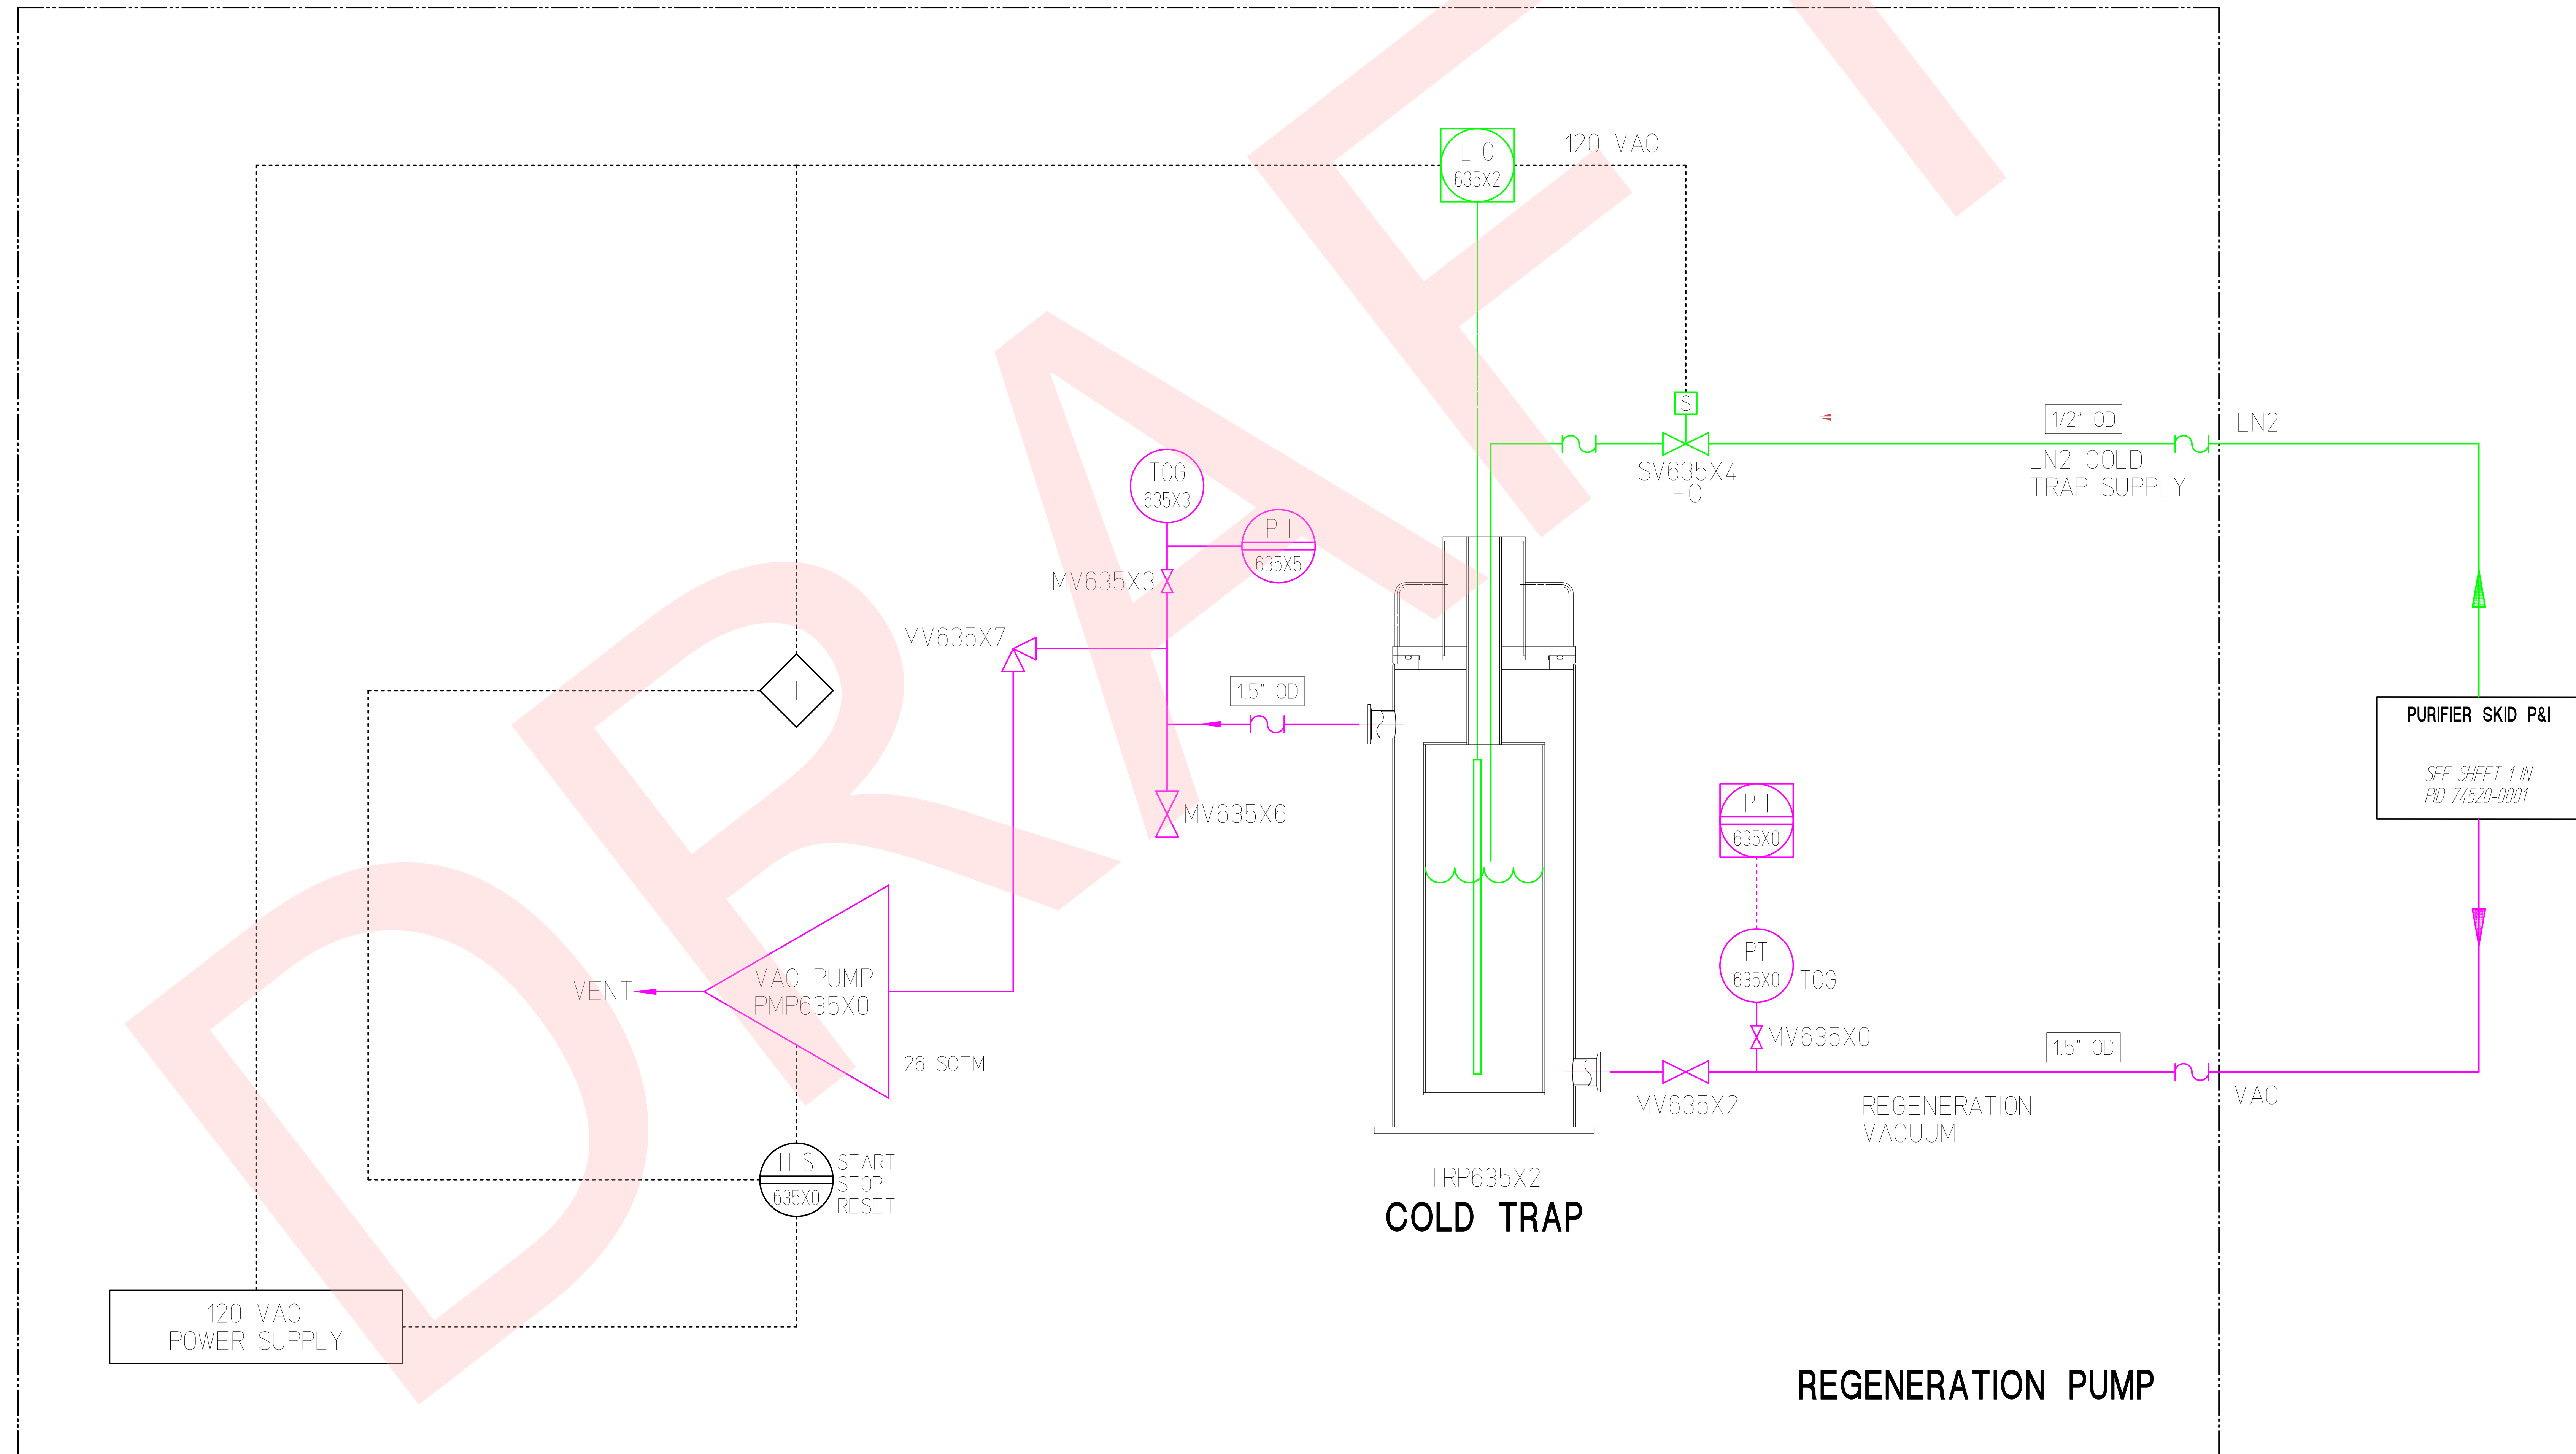 L C
635X2
120 VAC
S
SV635X4
FC
1/2" OD
LN2
LN2 COLD
TRAP SUPPLY
TCG
635X3
P I
635X5
MV635X3
MV635X7
I
1.5" OD
PURIFIER SKID P&I
SEE SHEET 1 IN
PID 74520-0001
MV635X6
P I
635X0
VENT
VAC PUMP
PMP635X0
26 SCFM
PT
635X0
TCG
MV635X0
1.5" OD
VAC
MV635X2
REGENERATION
VACUUM
H S
635X0
START
STOP
RESET
TRP635X2
COLD TRAP
120 VAC
POWER SUPPLY
REGENERATION PUMP
DRAFT